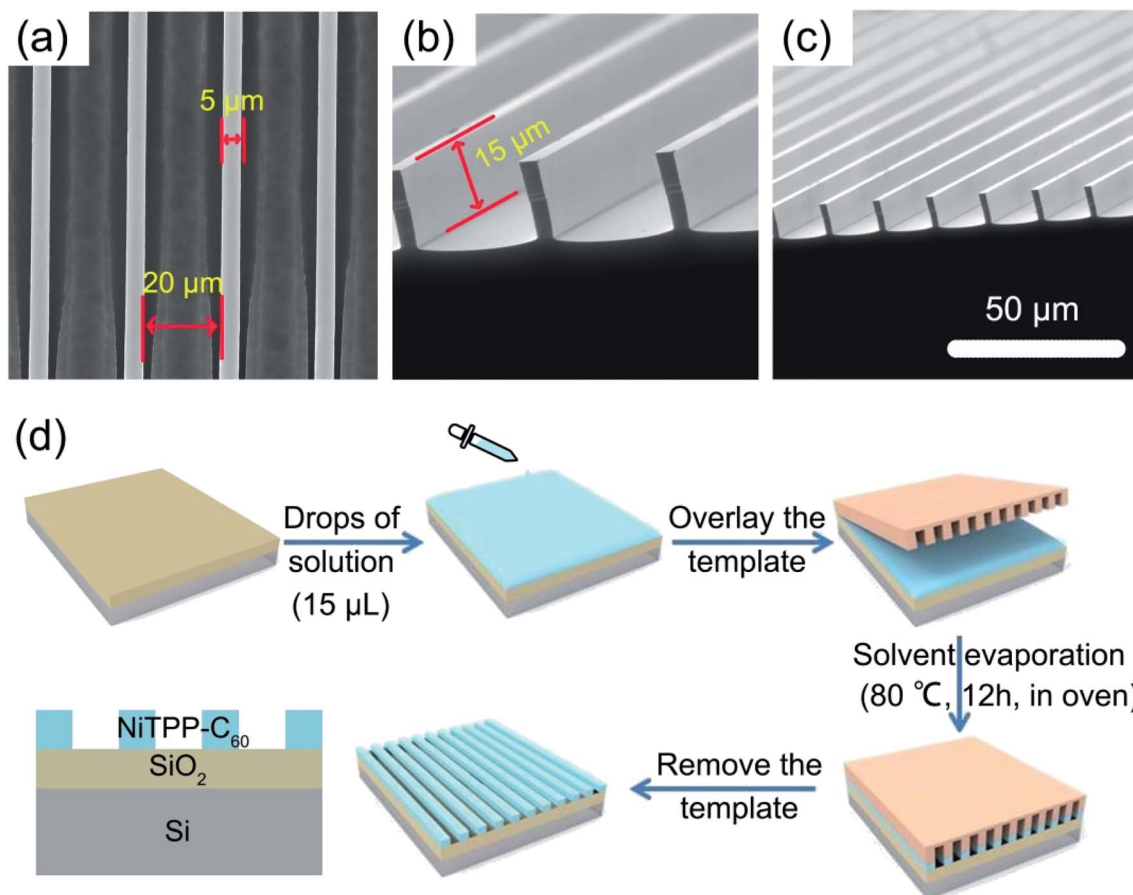 (a)
(b)
(c)
5 μm
15 μm
20 μm
50 μm
(d)
Drops of
solution
(15 μL)
Overlay the
template
Solvent evaporation
(80 ℃, 12h, in oven)
Remove the
template
NiTPP-C₆₀
SiO₂
Si